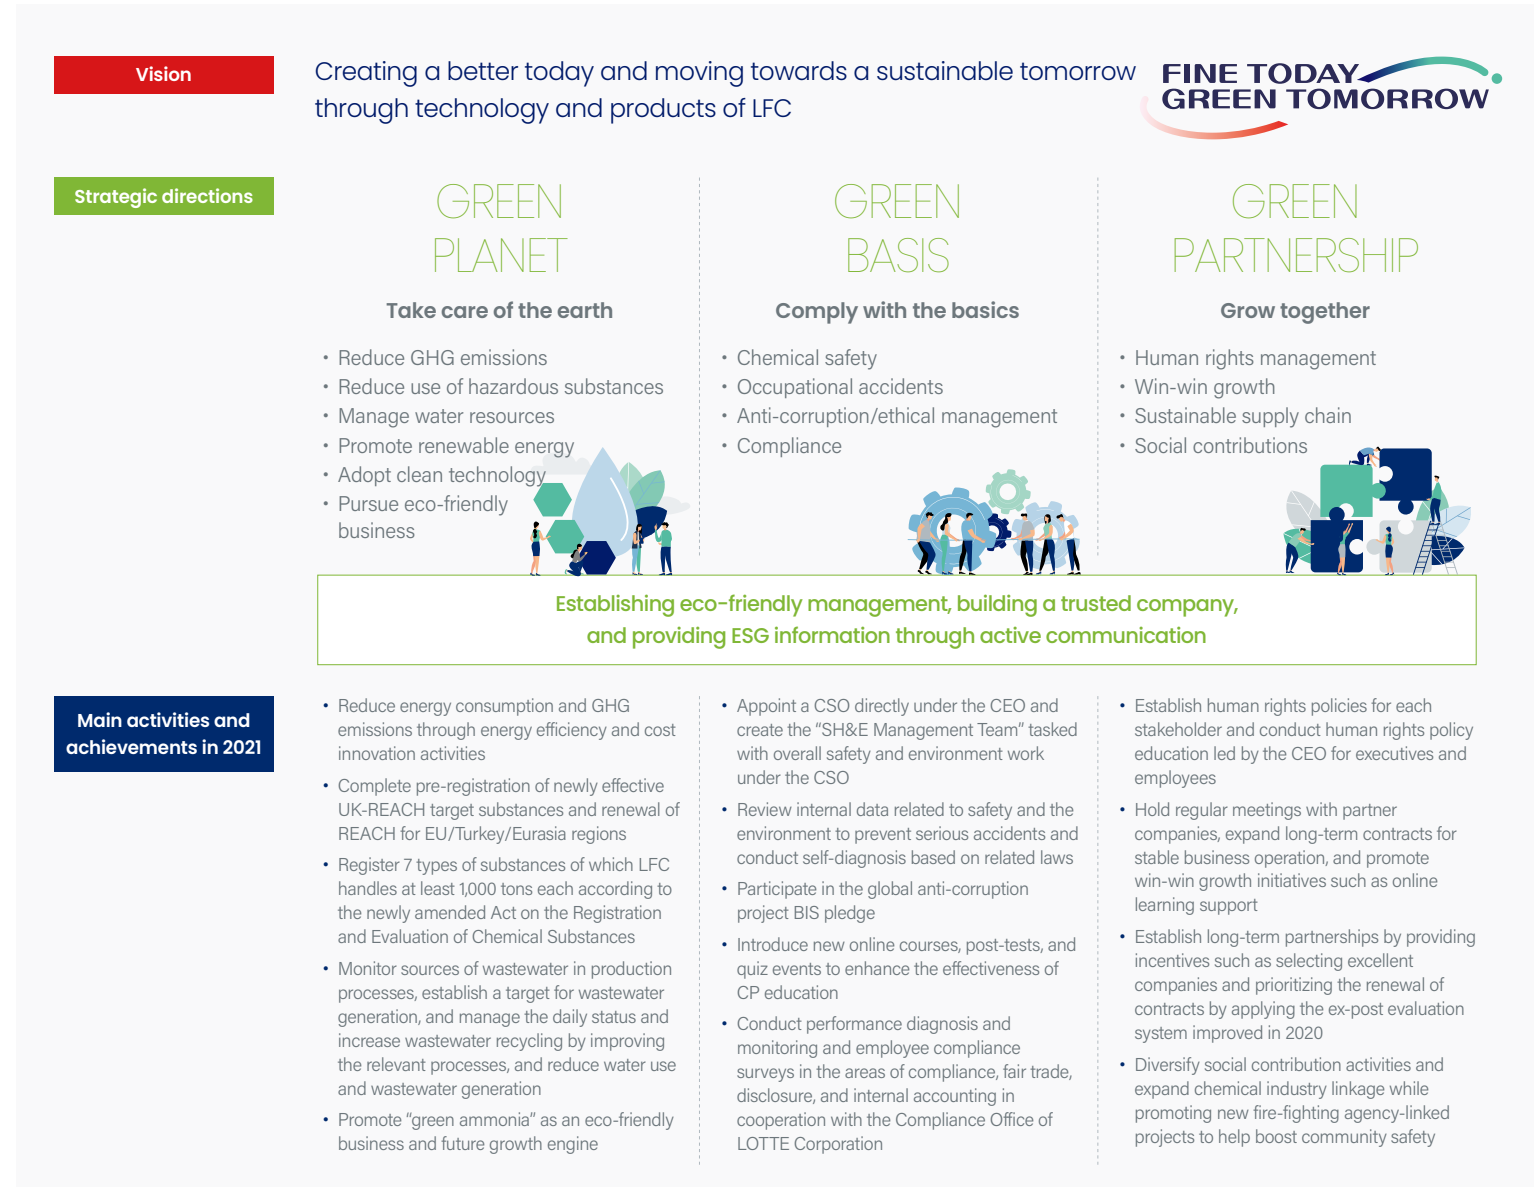 Vision
Creating a better today and moving towards a sustainable tomorrow
through technology and products of LFC
FINE TODAY
GREEN TOMORROW
Strategic directions
GREEN
PLANET
Take care of the earth
• Reduce GHG emissions
• Reduce use of hazardous substances
• Manage water resources
• Promote renewable energy
• Adopt clean technology
• Pursue eco-friendly
business
GREEN
BASIS
Comply with the basics
• Chemical safety
• Occupational accidents
• Anti-corruption/ethical management
• Compliance
GREEN
PARTNERSHIP
Grow together
• Human rights management
• Win-win growth
• Sustainable supply chain
• Social contributions
Establishing eco-friendly management, building a trusted company,
and providing ESG information through active communication
Main activities and
achievements in 2021
• Reduce energy consumption and GHG
emissions through energy efficiency and cost
innovation activities
• Complete pre-registration of newly effective
UK-REACH target substances and renewal of
REACH for EU/Turkey/Eurasia regions
• Register 7 types of substances of which LFC
handles at least 1,000 tons each according to
the newly amended Act on the Registration
and Evaluation of Chemical Substances
• Monitor sources of wastewater in production
processes, establish a target for wastewater
generation, and manage the daily status and
increase wastewater recycling by improving
the relevant processes, and reduce water use
and wastewater generation
• Promote “green ammonia” as an eco-friendly
business and future growth engine
• Appoint a CSO directly under the CEO and
create the “SH&E Management Team” tasked
with overall safety and environment work
under the CSO
• Review internal data related to safety and the
environment to prevent serious accidents and
conduct self-diagnosis based on related laws
• Participate in the global anti-corruption
project BIS pledge
• Introduce new online courses, post-tests, and
quiz events to enhance the effectiveness of
CP education
• Conduct performance diagnosis and
monitoring and employee compliance
surveys in the areas of compliance, fair trade,
disclosure, and internal accounting in
cooperation with the Compliance Office of
LOTTE Corporation
• Establish human rights policies for each
stakeholder and conduct human rights policy
education led by the CEO for executives and
employees
• Hold regular meetings with partner
companies, expand long-term contracts for
stable business operation, and promote
win-win growth initiatives such as online
learning support
• Establish long-term partnerships by providing
incentives such as selecting excellent
companies and prioritizing the renewal of
contracts by applying the ex-post evaluation
system improved in 2020
• Diversify social contribution activities and
expand chemical industry linkage while
promoting new fire-fighting agency-linked
projects to help boost community safety